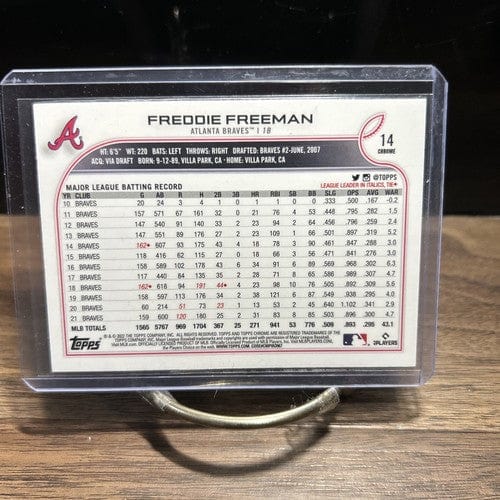 FREDDIE FREEMAN
ATLANTA BRAVES™ | 1B
14
CHROME
HT: 6'5" WT: 220 BATS: LEFT THROWS: RIGHT DRAFTED: BRAVES #2-JUNE, 2007
ACQ: VIA DRAFT BORN: 9-12-89, VILLA PARK, CA • HOME: VILLA PARK, CA
@TOPPS
MAJOR LEAGUE BATTING RECORD
LEAGUE LEADER IN ITALICS, TIE♦
YR CLUB G AB R H 2B 3B HR RBI SB BB SLG OPS AVG WAR
10 BRAVES 20 24 3 4 1 0 1 1 0 0 .333 .500 .167 -0.2
11 BRAVES 157 571 67 161 32 0 21 76 4 53 .448 .795 .282 1.5
12 BRAVES 147 540 91 140 33 2 23 94 2 64 .456 .796 .259 2.4
13 BRAVES 147 551 89 176 27 2 23 109 1 66 .501 .897 .319 5.2
14 BRAVES 162♦ 607 93 175 43 4 18 78 3 90 .461 .847 .288 3.0
15 BRAVES 118 416 62 115 27 0 18 66 3 56 .471 .841 .276
16 BRAVES 158 589 102 178 43 6 34 91 6 89 .569 .968 .302 6.3
17 BRAVES 117 440 84 135 35 2 28 71 8 65 .586 .989 .307 4.7
18 BRAVES 162♦ 618 94 191 44♦ 4 23 98 10 76 .505 .892 .309
19 BRAVES 158 597 113 176 34 2 38 121 6 87 .549 .938 .295 4.0
20 BRAVES 60 214 51 73 23 1 13 53 2 45 .640 1.102 .341 2.9
21 BRAVES 159 600 120 180 25 2 31 83 8 85 .503 .896 .300
MLB TOTALS 1565 5767 969 1704 367 25 271 941 53 776 .509 .893 .295 43.1
Topps
MLB
PLAYERS